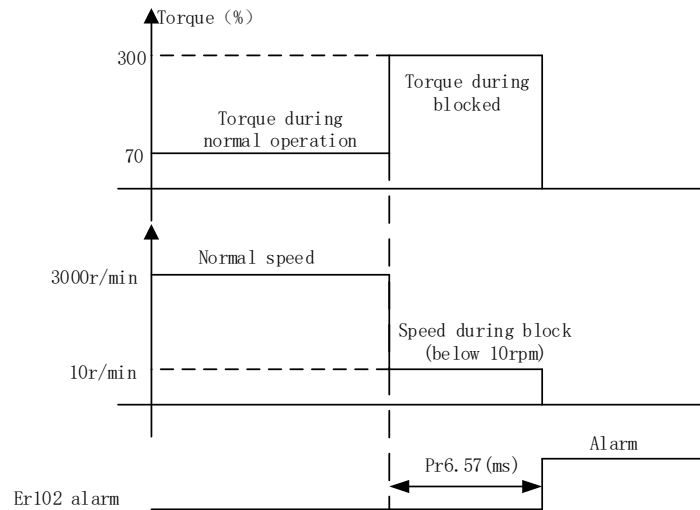 Torque (%)
300
Torque during
blocked
Torque during
normal operation
70
Normal speed
3000r/min
Speed during block
(below 10rpm)
10r/min
Alarm
Pr6.57(ms)
Er102 alarm